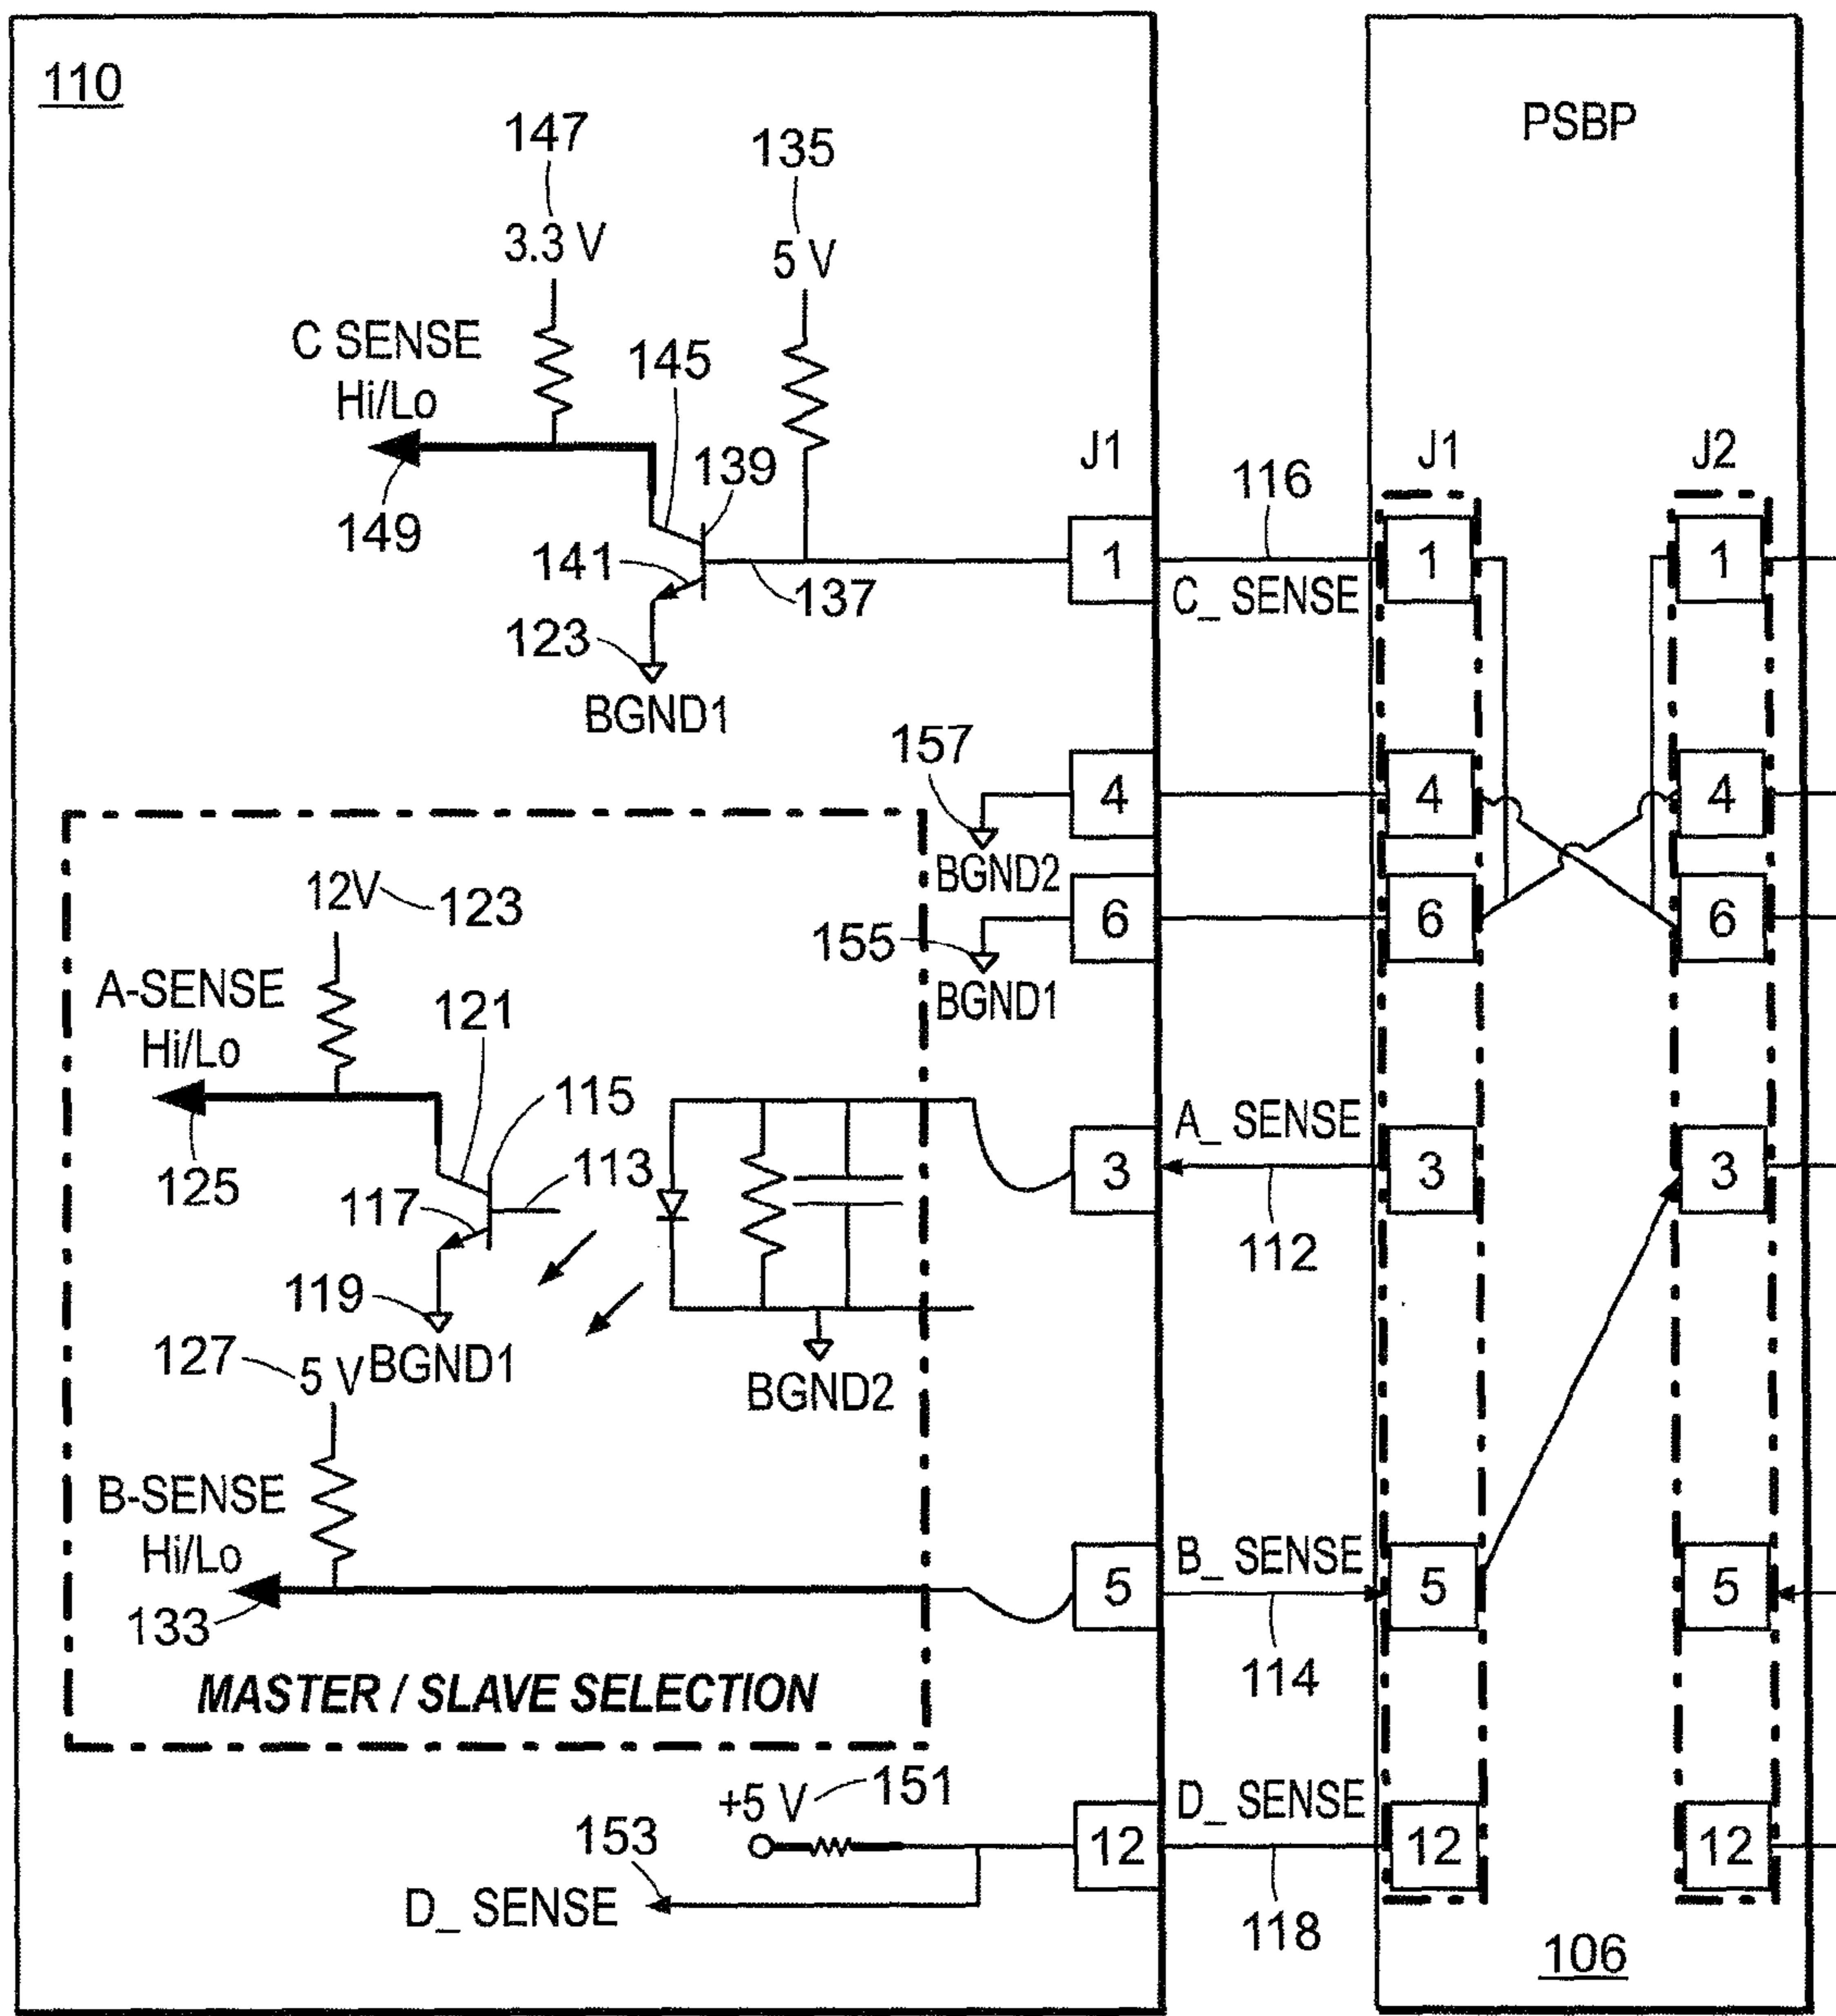 110
PSBP
147
135
3.3 V
5 V
C SENSE
Hi/Lo
145
139
149
141
137
123
BGND1
J1
J1
J2
116
1
C_ SENSE
1
1
157
4
4
4
BGND2
6
6
6
155
BGND1
12V
123
A-SENSE
Hi/Lo
121
115
113
125
117
119
BGND1
BGND2
A_ SENSE
3
3
3
112
127
5 V
B-SENSE
Hi/Lo
133
B_ SENSE
5
5
5
114
MASTER / SLAVE SELECTION
+5 V
151
153
D_ SENSE
D_ SENSE
12
12
12
118
106